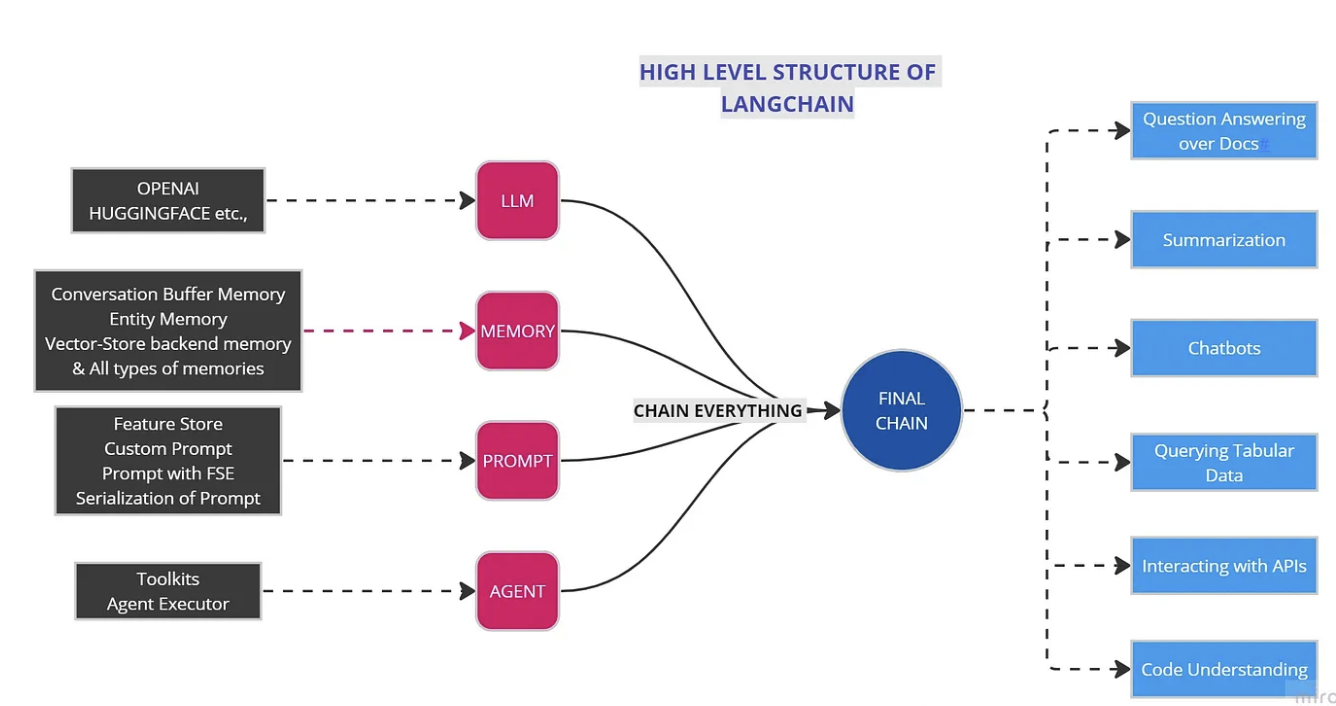 HIGH LEVEL STRUCTURE OF
LANGCHAIN
OPENAI
HUGGINGFACE etc.,
Conversation Buffer Memory
Entity Memory
Vector-Store backend memory
& All types of memories
Feature Store
Custom Prompt
Prompt with FSE
Serialization of Prompt
Toolkits
Agent Executor
LLM
MEMORY
PROMPT
AGENT
CHAIN EVERYTHING
FINAL
CHAIN
Question Answering
over Docs#
Summarization
Chatbots
Querying Tabular
Data
Interacting with APIs
Code Understanding
miro